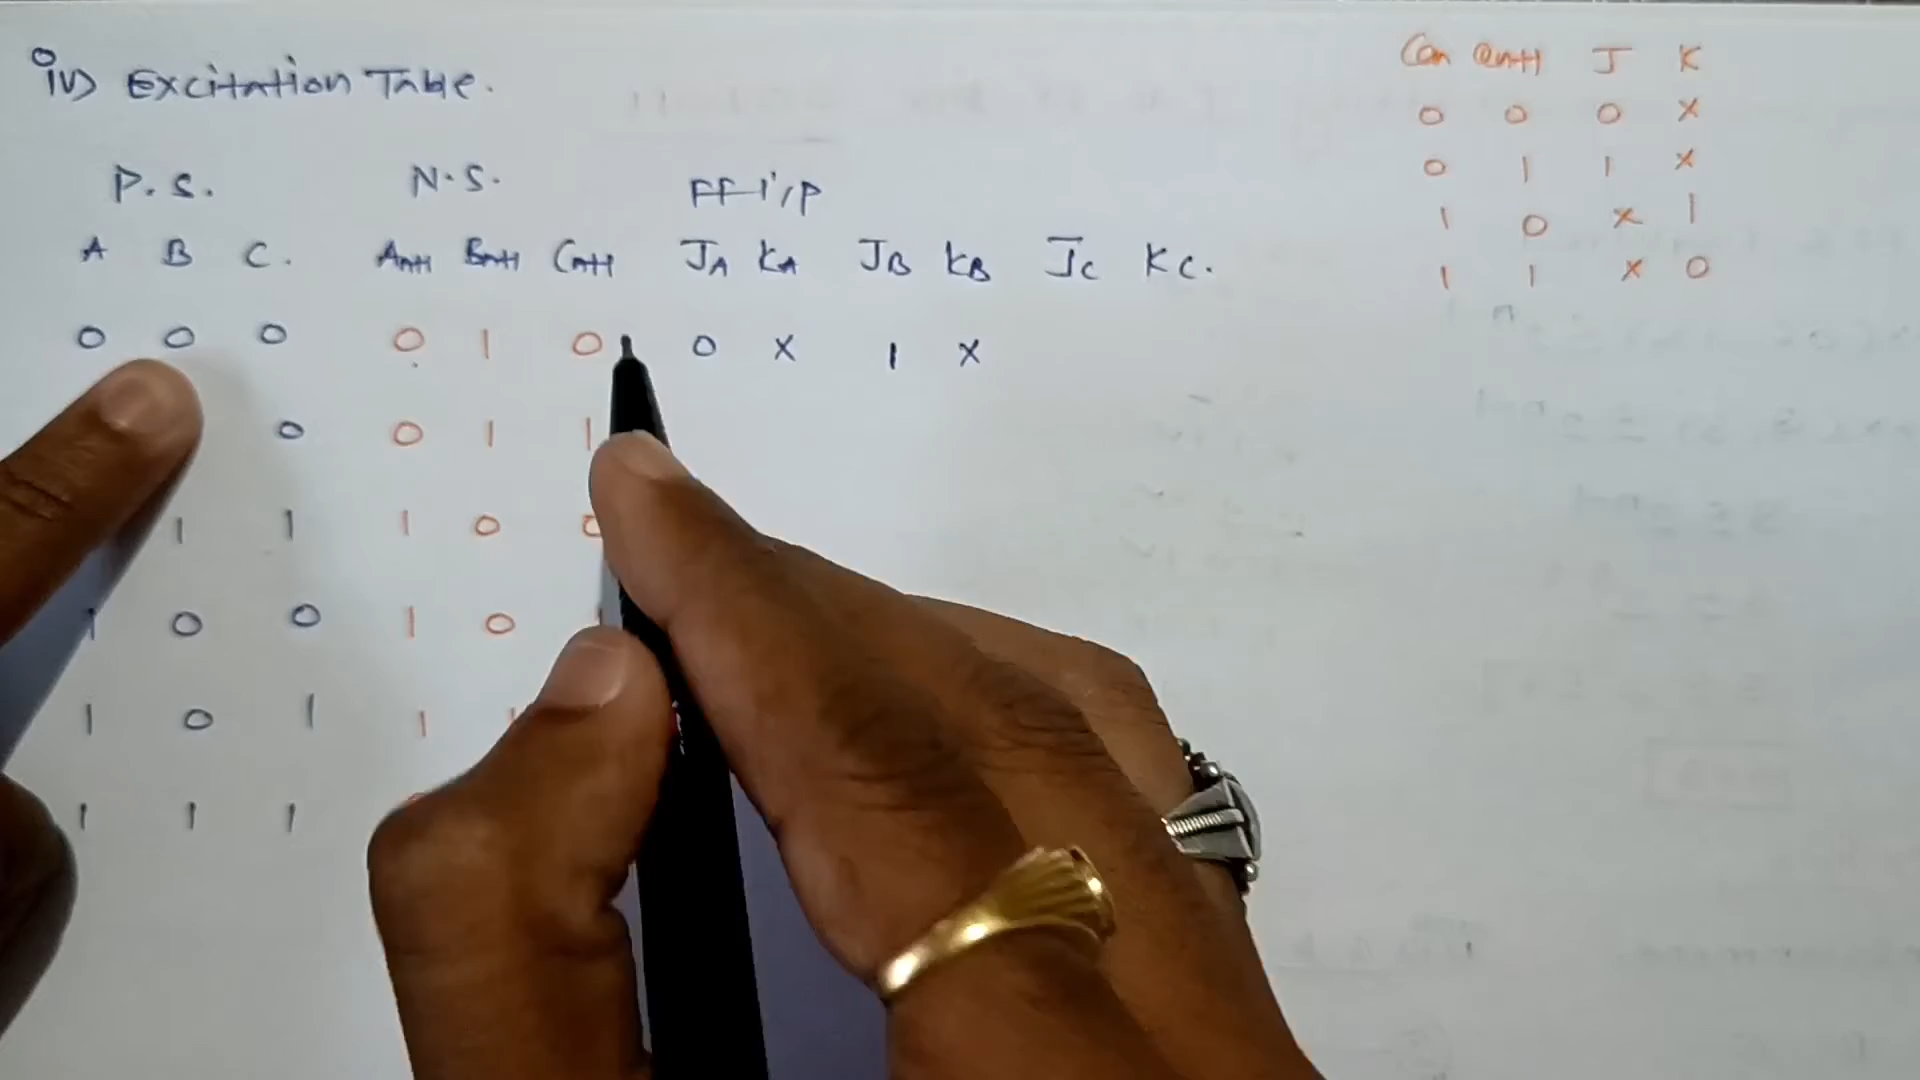 iv) Excitation Table.
Qn Qn+1 J K
0 0 0 X
0 1 1 X
1 0 X 1
1 1 X 0
P.S. N.S. FF i/p
A B C. An+1 Bn+1 Cn+1 JA KA JB KB JC KC.
0 0 0 0 1 0 0 X 1 X
0 0 1 1
1 1 1 0 0
1 0 0 1 0
1 0 1 1
1 1 1